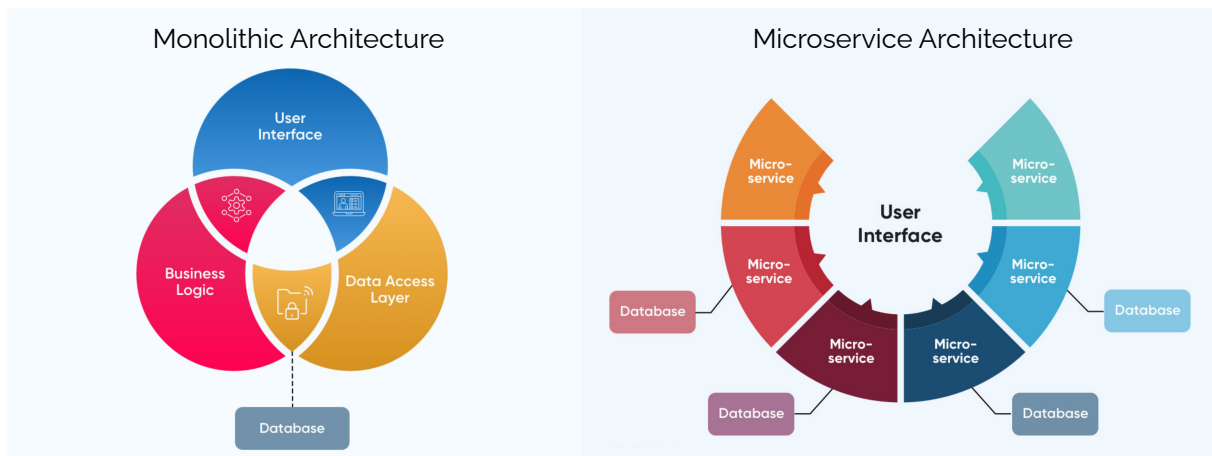 Monolithic Architecture
User
Interface
Business
Logic
Data Access
Layer
Database
Microservice Architecture
Micro-
service
Micro-
service
User
Interface
Micro-
service
Micro-
service
Database
Database
Micro-
service
Micro-
service
Database
Database